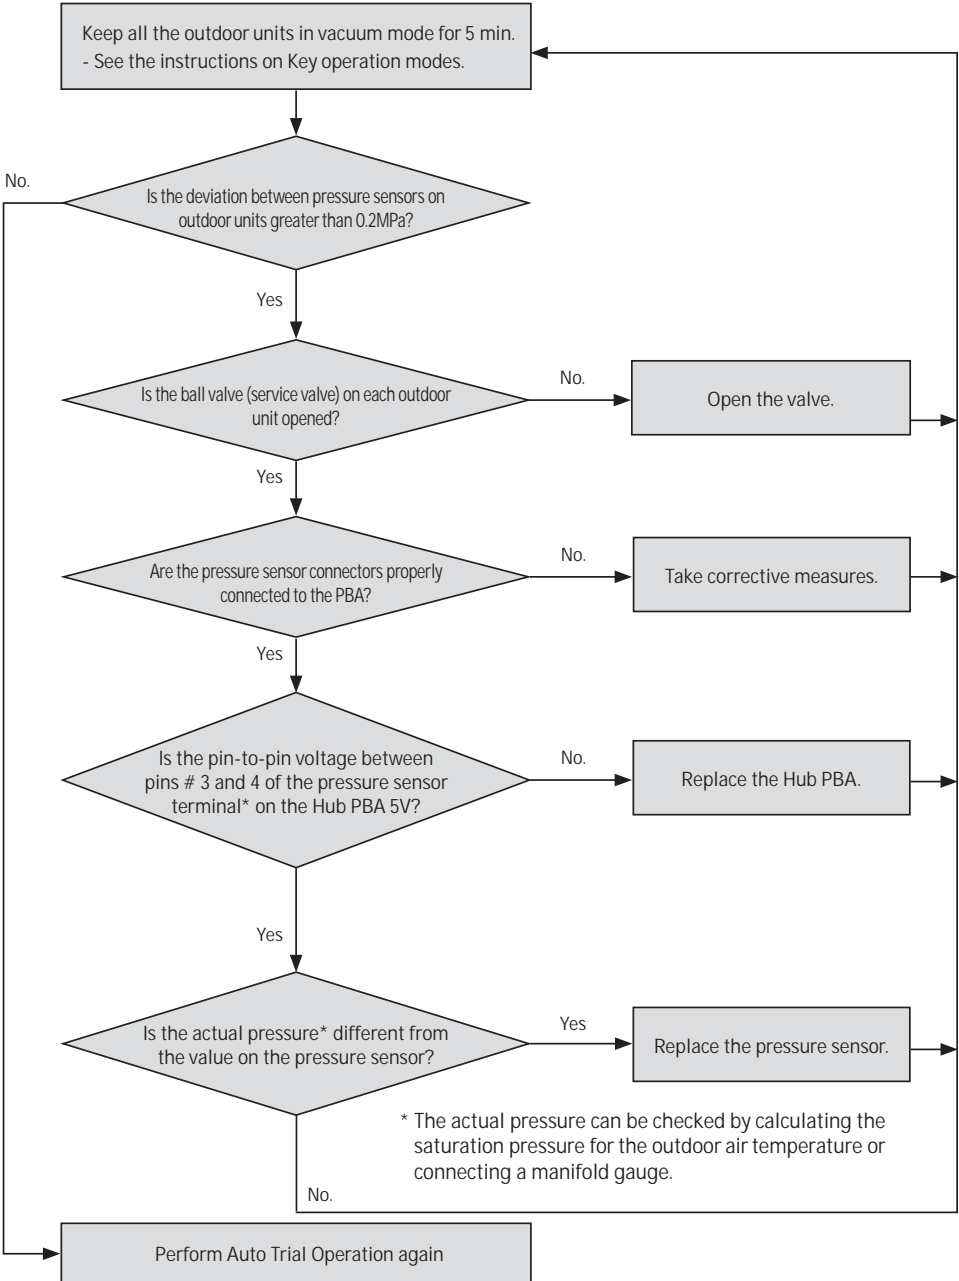 Keep all the outdoor units in vacuum mode for 5 min.
- See the instructions on Key operation modes.
No.
Is the deviation between pressure sensors on
outdoor units greater than 0.2MPa?
Yes
Is the ball valve (service valve) on each outdoor
unit opened?
No.
Open the valve.
Yes
Are the pressure sensor connectors properly
connected to the PBA?
No.
Take corrective measures.
Yes
Is the pin-to-pin voltage between
pins # 3 and 4 of the pressure sensor
terminal* on the Hub PBA 5V?
No.
Replace the Hub PBA.
Yes
Is the actual pressure* different from
the value on the pressure sensor?
Yes
Replace the pressure sensor.
* The actual pressure can be checked by calculating the
saturation pressure for the outdoor air temperature or
connecting a manifold gauge.
No.
Perform Auto Trial Operation again